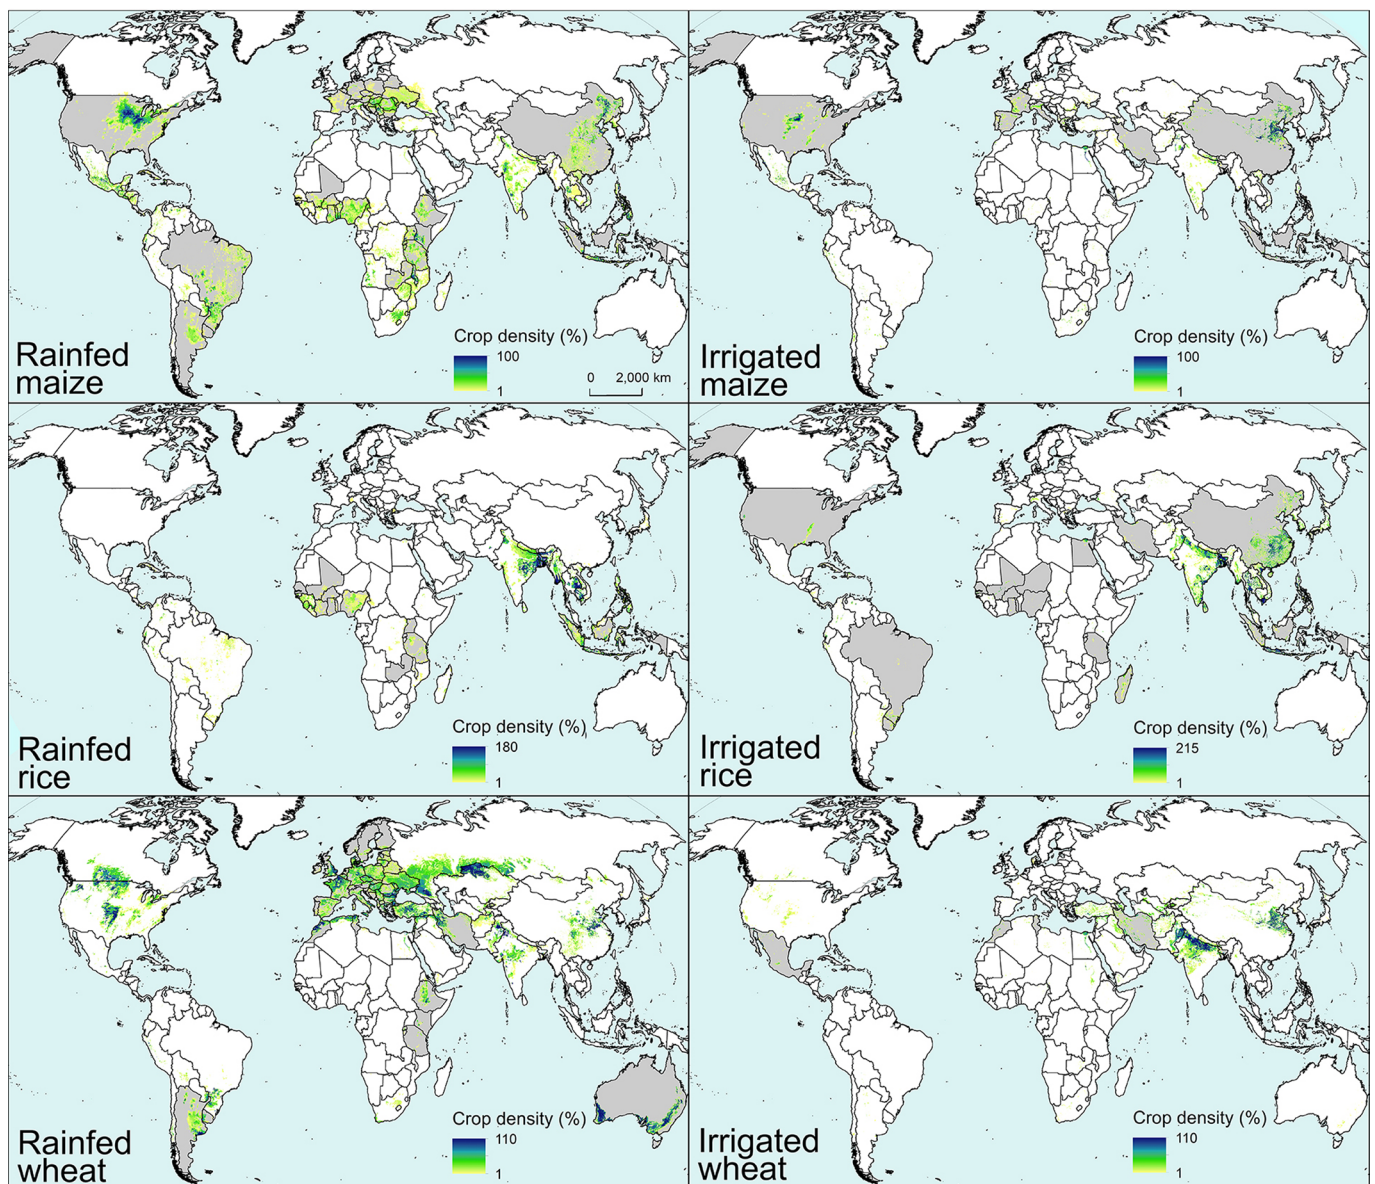 Crop density (%)
100
1
0 2,000 km
Rainfed
maize
Crop density (%)
100
1
Irrigated
maize
Crop density (%)
180
1
Rainfed
rice
Crop density (%)
215
1
Irrigated
rice
Crop density (%)
110
1
Rainfed
wheat
Crop density (%)
110
1
Irrigated
wheat